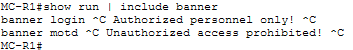 MC-R1#show run | include banner
banner login ^C Authorized personnel only! ^C
banner motd ^C Unauthorized access prohibited! ^C
MC-R1#